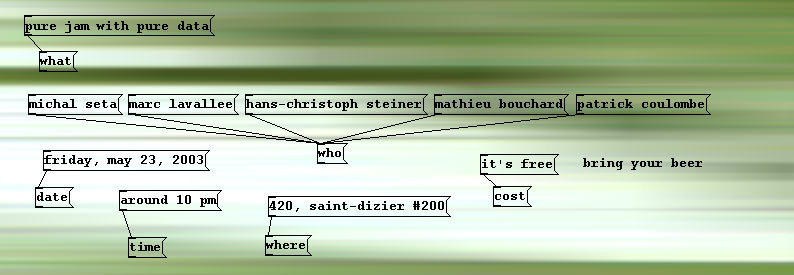 pure jam with pure data
what
michal seta marc lavallee hans-christoph steiner mathieu bouchard patrick coulombe
who
friday, may 23, 2003 it's free bring your beer
date around 10 pm 420, saint-dizier #200 cost
time where